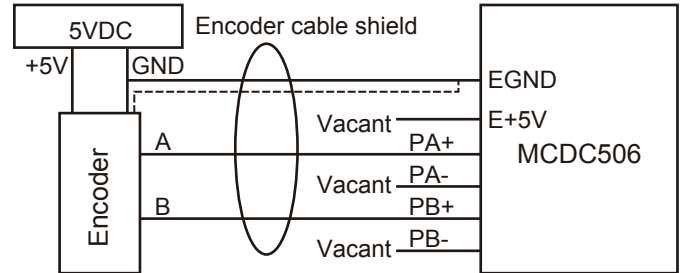 5VDC
Encoder cable shield
+5V
GND
EGND
Vacant
E+5V
A
PA+
MCDC506
Vacant
PA-
Encoder
B
PB+
Vacant
PB-